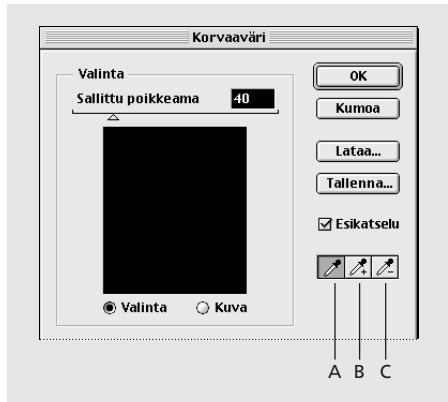 Korvaaväri
Valinta
Sallittu poikkeama 40
Valinta Kuva
OK
Kumoa
Lataa...
Tallenna...
Esikatselu
A B C